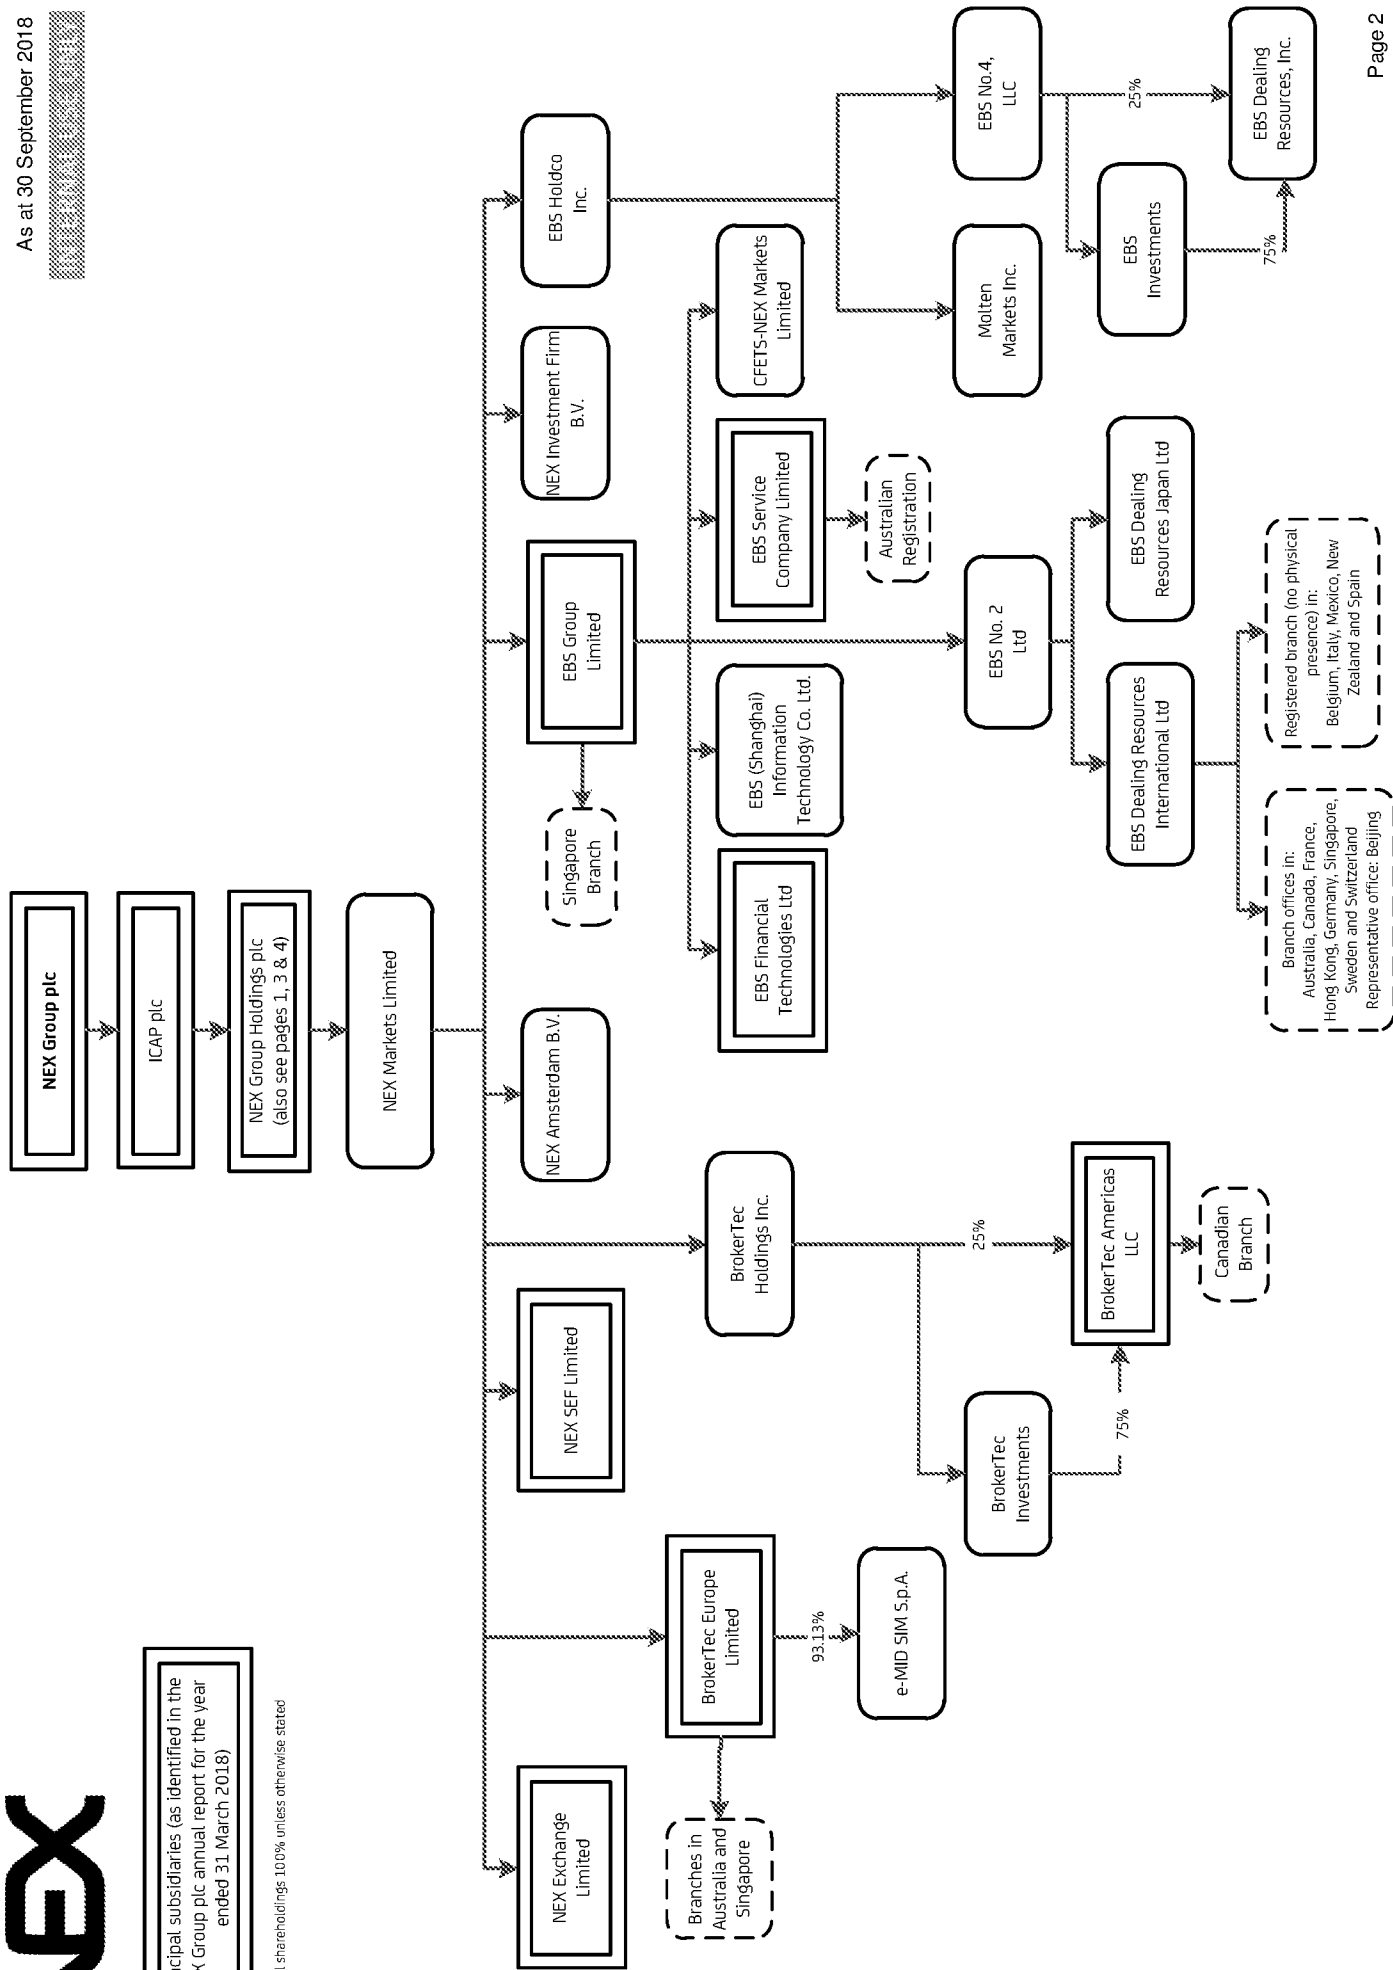 As at 30 September 2018
NEX
NEX Group plc
ICAP plc
NEX Group Holdings plc
(also see pages 1, 3 & 4)
NEX Markets Limited
subsidiaries (as identified in the
Group plc annual report for the year
ended 31 March 2018)
shareholdings 100% unless otherwise stated
NEX Exchange
Limited
NEX SEF Limited
NEX Amsterdam B.V.
EBS Group
Limited
NEX Investment Firm
B.V.
EBS Holdco
Inc.
Singapore
Branch
BrokerTec Europe
Limited
Branches in
Australia and
Singapore
93.13%
e-MID SIM S.p.A.
BrokerTec
Holdings Inc.
BrokerTec
Investments
25%
75%
BrokerTec Americas
LLC
Canadian
Branch
EBS Financial
Technologies Ltd
EBS (Shanghai)
Information
Technology Co. Ltd.
EBS Service
Company Limited
CFETS-NEX Markets
Limited
Australian
Registration
EBS No. 2
Ltd
EBS Dealing Resources
International Ltd
EBS Dealing
Resources Japan Ltd
Branch offices in:
Australia, Canada, France,
Hong Kong, Germany, Singapore,
Sweden and Switzerland
Representative office: Beijing
Registered branch (no physical
presence) in:
Belgium, Italy, Mexico, New
Zealand and Spain
Molten
Markets Inc.
EBS No.4,
LLC
EBS
Investments
25%
75%
EBS Dealing
Resources, Inc.
Page 2